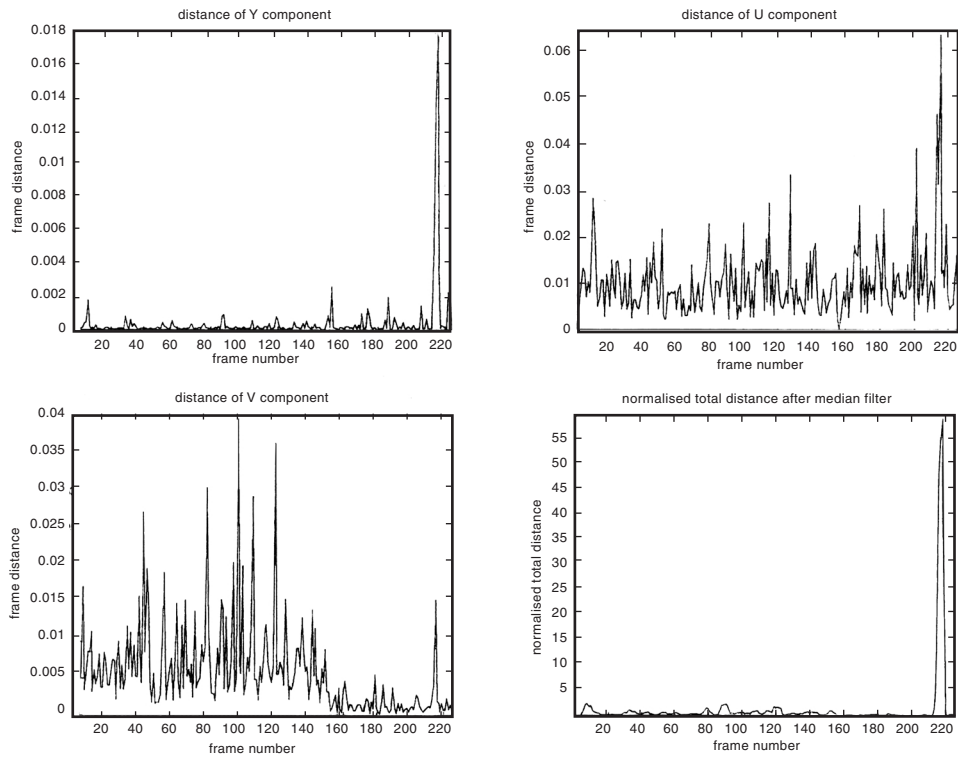 distance of Y component
0.018
0.016
0.014
0.012
0.01
0.008
0.006
0.004
0.002
0
frame distance
20 40 60 80 100 120 140 160 180 200 220
frame number
distance of U component
0.06
0.05
0.04
0.03
0.02
0.01
0
frame distance
20 40 60 80 100 120 140 160 180 200 220
frame number
distance of V component
0.04
0.035
0.03
0.025
0.02
0.015
0.01
0.005
0
frame distance
20 40 60 80 100 120 140 160 180 200 220
frame number
normalised total distance after median filter
55
50
45
40
35
30
25
20
15
10
5
normalised total distance
20 40 60 80 100 120 140 160 180 200 220
frame number